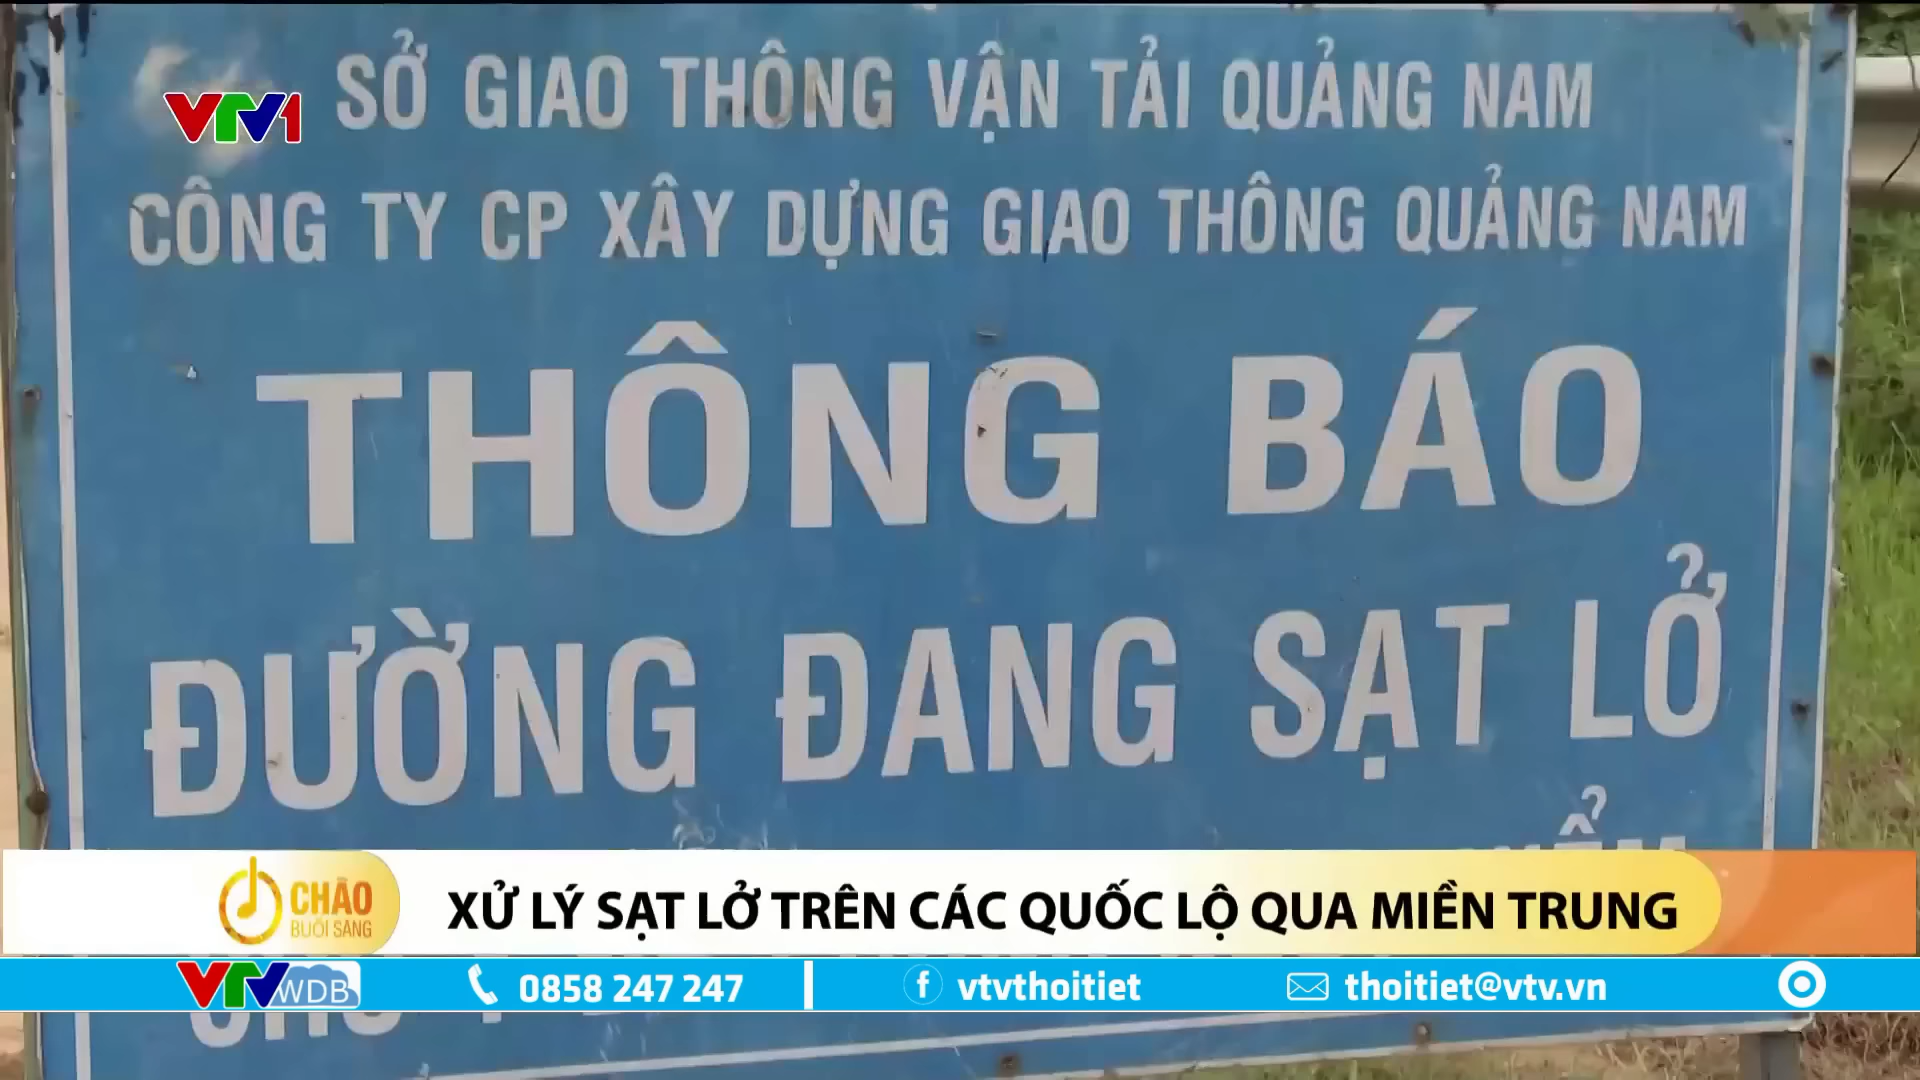 SỞ GIAO THÔNG VẬN TẢI QUẢNG NAM
VTV1
CÔNG TY CP XÂY DỰNG GIAO THÔNG QUẢNG NAM
THÔNG BÁO
ĐƯỜNG ĐANG SẠT LỞ
CHÀO
BUỔI SÁNG
XỬ LÝ SẠT LỞ TRÊN CÁC QUỐC LỘ QUA MIỀN TRUNG
VTV WDB
0858 247 247
vtvthoitiet
thoitiet@vtv.vn